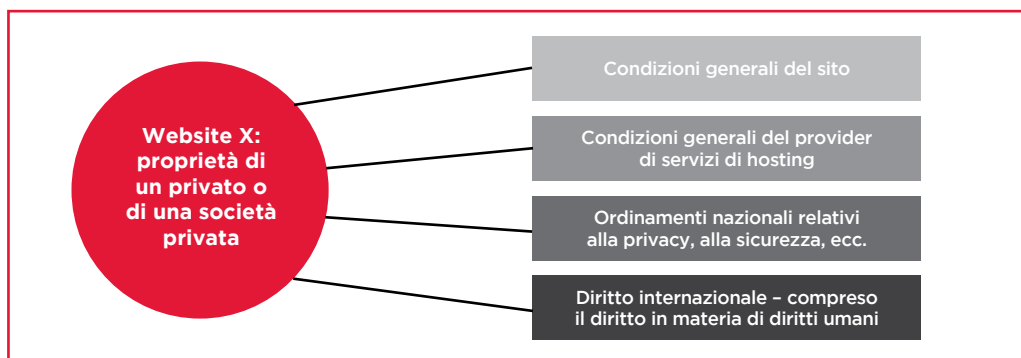 Website X:
proprietà di
un privato o
di una società
privata
Condizioni generali del sito
Condizioni generali del provider
di servizi di hosting
Ordinamenti nazionali relativi
alla privacy, alla sicurezza, ecc.
Diritto internazionale – compreso
il diritto in materia di diritti umani